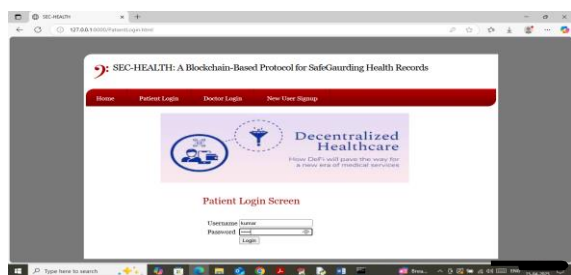 SEC-HEALTH
127.0.0.1:8000/PatientLogin.html
SEC-HEALTH: A Blockchain-Based Protocol for SafeGaurding Health Records
Home Patient Login Doctor Login New User Signup
Decentralized
Healthcare
How DeFi will pave the way for
a new era of medical services
Patient Login Screen
Username kumar
Password
Login
Type here to search
ENG